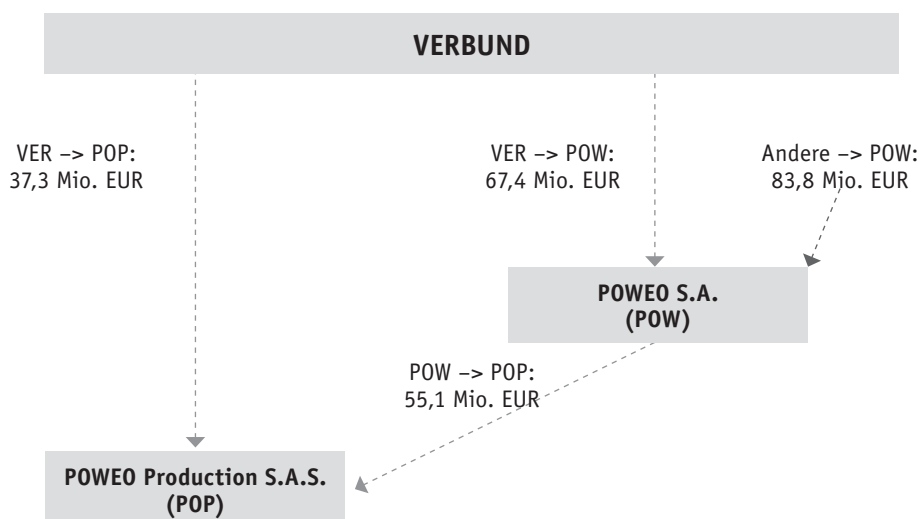 VERBUND
VER –> POP:
37,3 Mio. EUR
VER –> POW:
67,4 Mio. EUR
Andere –> POW:
83,8 Mio. EUR
POWEO S.A.
(POW)
POW –> POP:
55,1 Mio. EUR
POWEO Production S.A.S.
(POP)